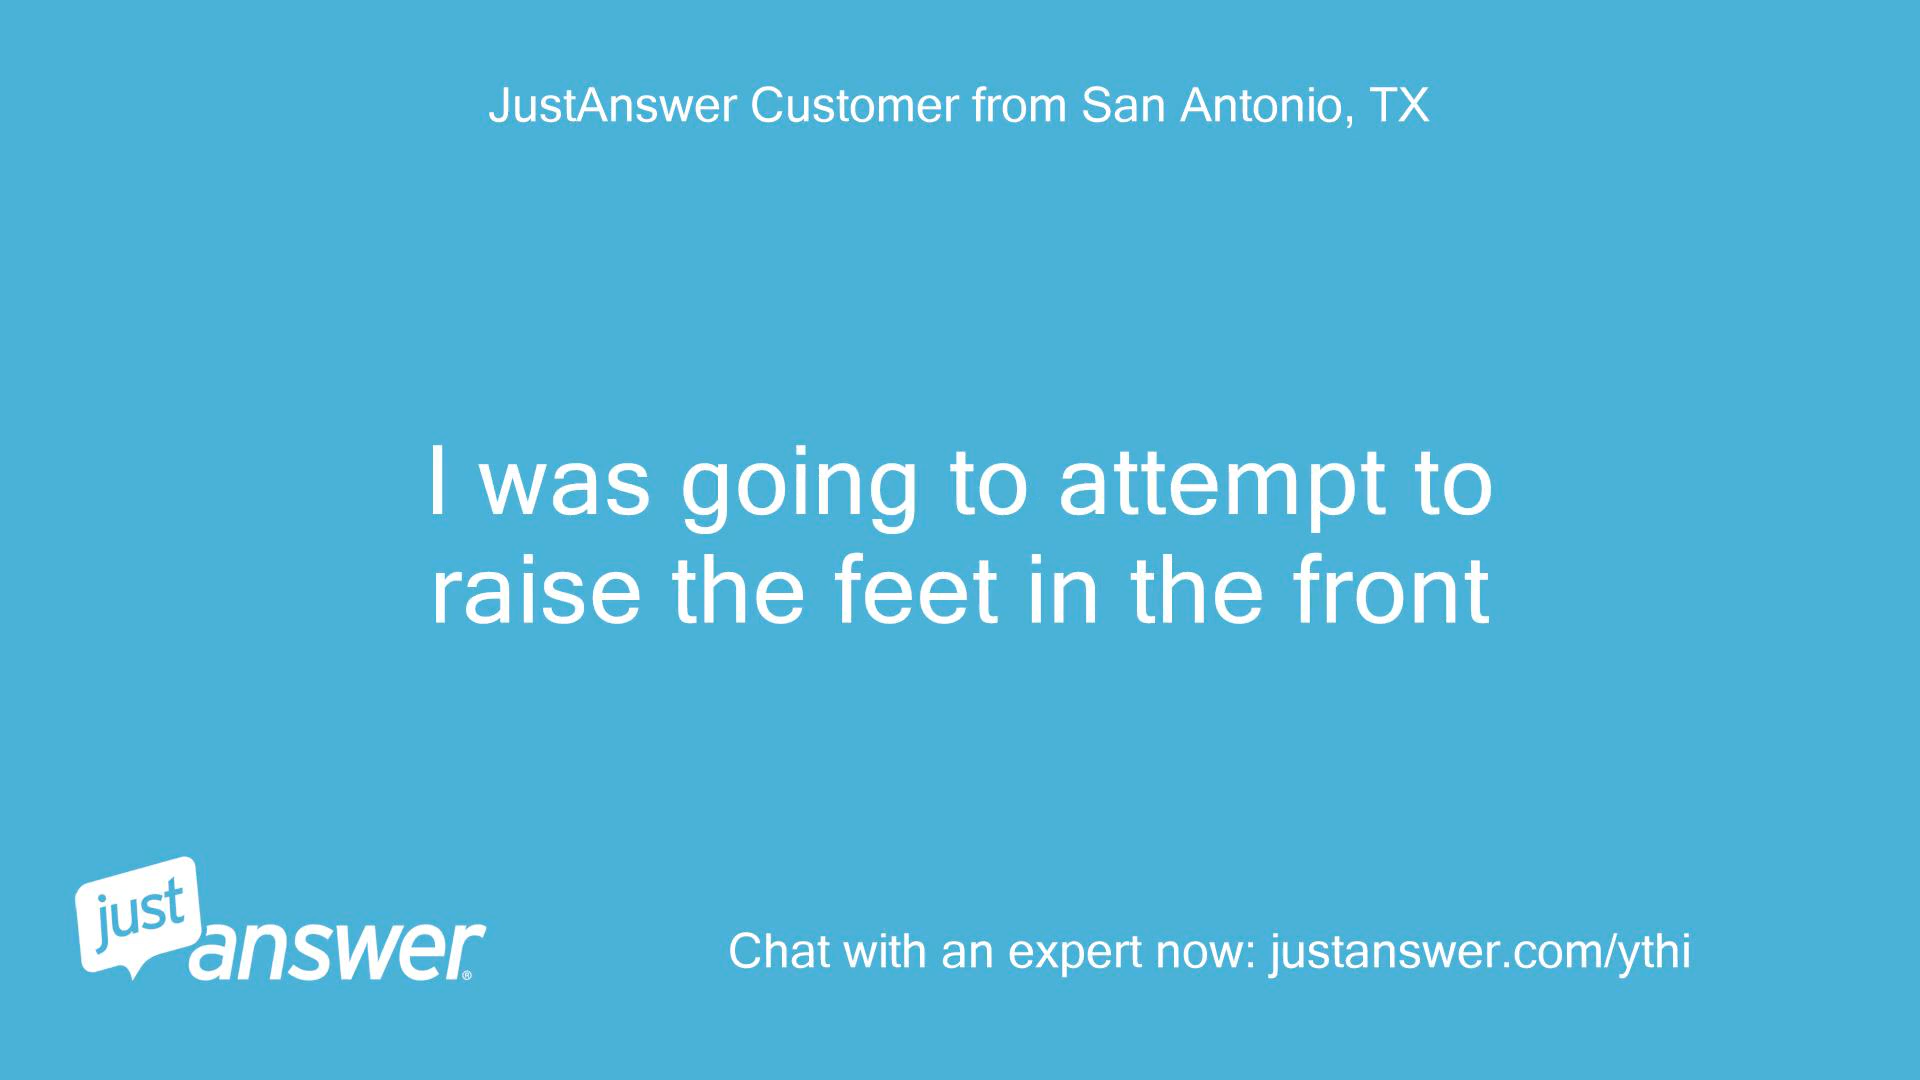 JustAnswer Customer from San Antonio, TX
I was going to attempt to
raise the feet in the front
just
answer®
Chat with an expert now: justanswer.com/ythi